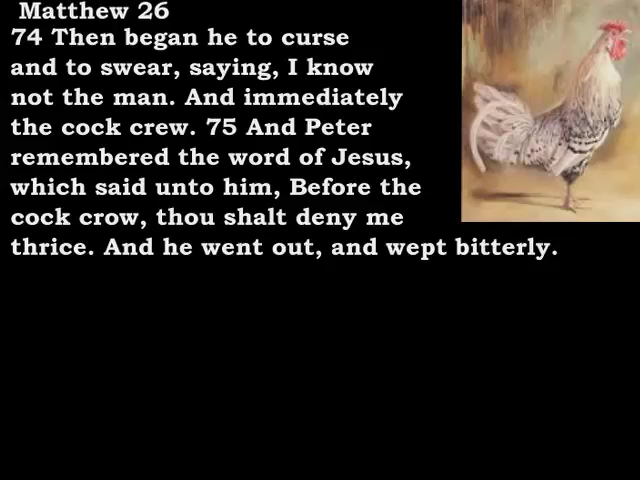 Matthew 26
74 Then began he to curse
and to swear, saying, I know
not the man. And immediately
the cock crew. 75 And Peter
remembered the word of Jesus,
which said unto him, Before the
cock crow, thou shalt deny me
thrice. And he went out, and wept bitterly.